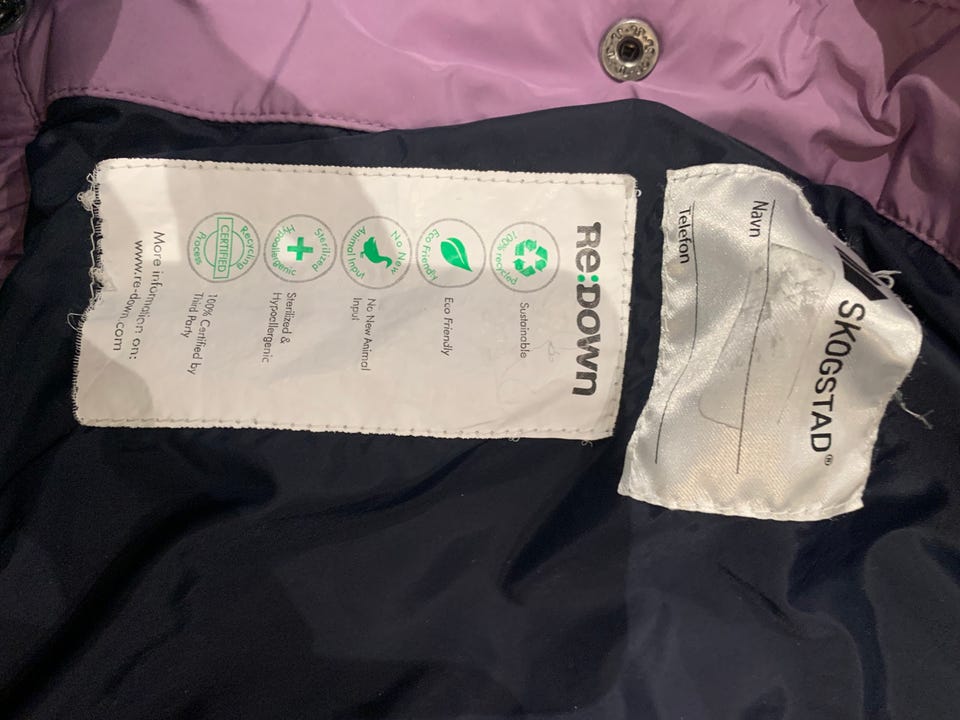 Re:DOWN
100% recycled
Sustainable
Eco Friendly
Eco Friendly
No New
Animal Input
No New Animal
Input
Sterilized
Hypoallergenic
Sterilized &
Hypoallergenic
Recycling
CERTIFIED
Process
100% Certified by
Third Party
More information on:
www.re-down.com
SKOGSTAD®
Navn
Telefon